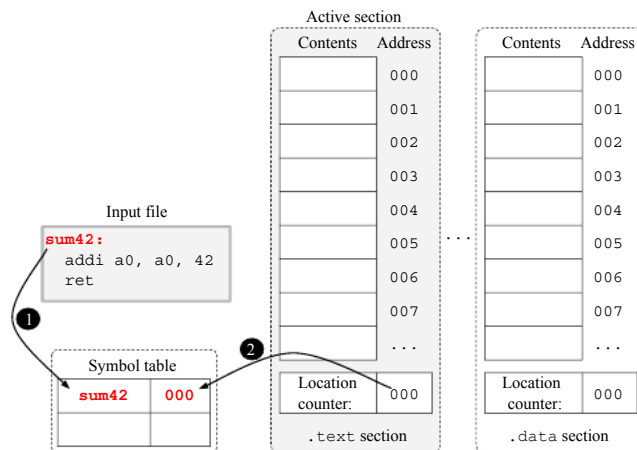 Active section
Contents Address Contents Address
000 000
001 001
002 002
003 003
004 004
Input file
sum42:
addi a0, a0, 42
ret
005 ... 005
006 006
007 007
... ...
1
2
Symbol table
sum42 000
Location counter: 000
Location counter: 000
.text section
.data section